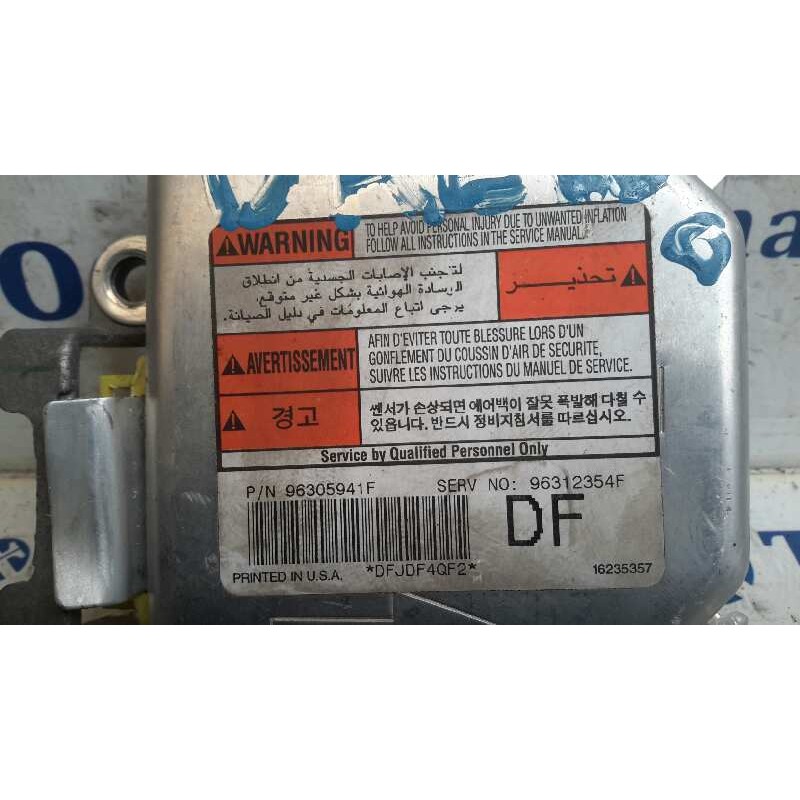 WARNING
TO HELP AVOID PERSONAL INJURY DUE TO UNWANTED INFLATION
FOLLOW ALL INSTRUCTIONS IN THE SERVICE MANUAL.
تحذيـــــر
لتجنب الإصابات الجسدية من انطلاق
الرسادة الهوائية بشكل غير متوقع،
يرجى اتباع المعلومات في دليل الصيانة.
AVERTISSEMENT
AFIN D'EVITER TOUTE BLESSURE LORS D'UN
GONFLEMENT DU COUSSIN D'AIR DE SECURITE,
SUIVRE LES INSTRUCTIONS DU MANUEL DE SERVICE.
경고
쎈서가 손상되면 에어백이 잘못 폭발해 다칠 수
있읍니다. 반드시 정비지침서를 따르십시오.
Service by Qualified Personnel Only
P/N 96305941F SERV NO: 96312354F
DF
*DFJDF4QF2*
PRINTED IN U.S.A. 16235357